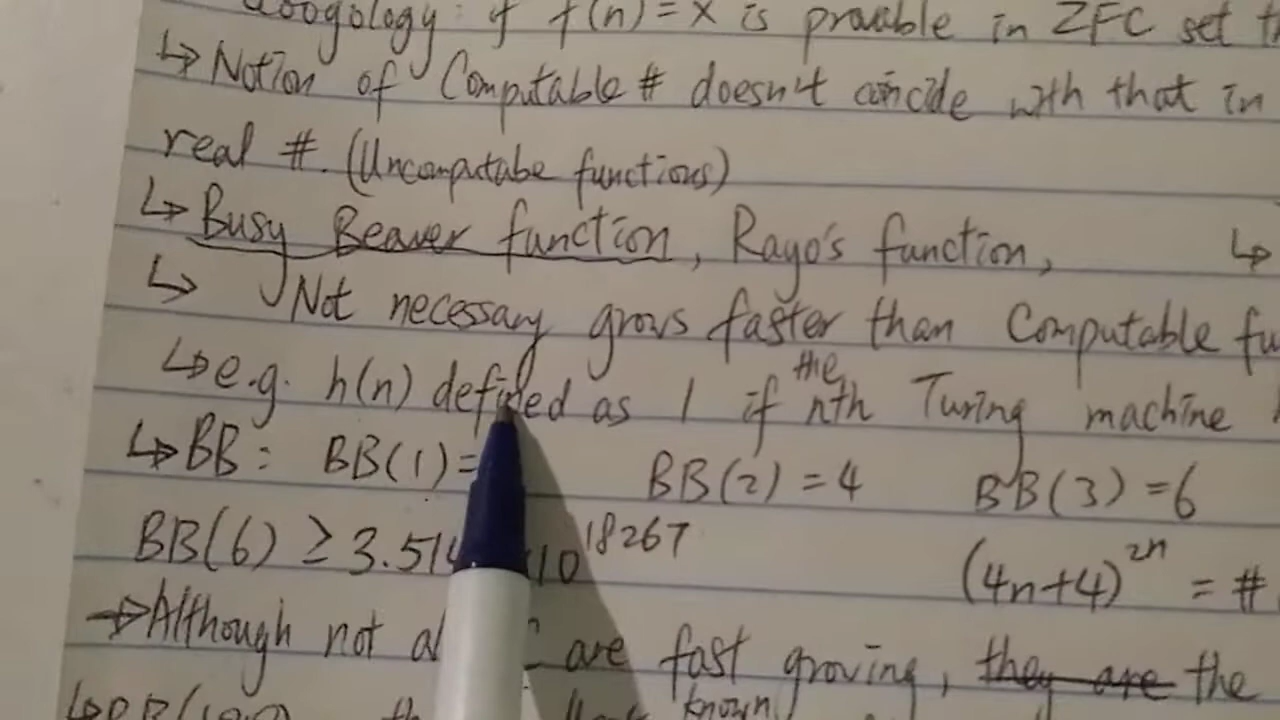 Googology: if f(n) = x is provable in ZFC set
↳ Notion of Computable # doesn't coincide with that in
real #. (Uncomputabe functions)
↳ Busy Beaver function, Rayo's function, ↳
↳ Not necessary grows faster than Computable
↳ e.g. h(n) defined as 1 if the nth Turing machine
↳ BB: BB(1)= BB(2) = 4 BB(3) = 6
BB(6) ≥ 3.51 10^18267 (4n+4)^2n = #
→ Although not are fast growing, ~~they are~~ the
known